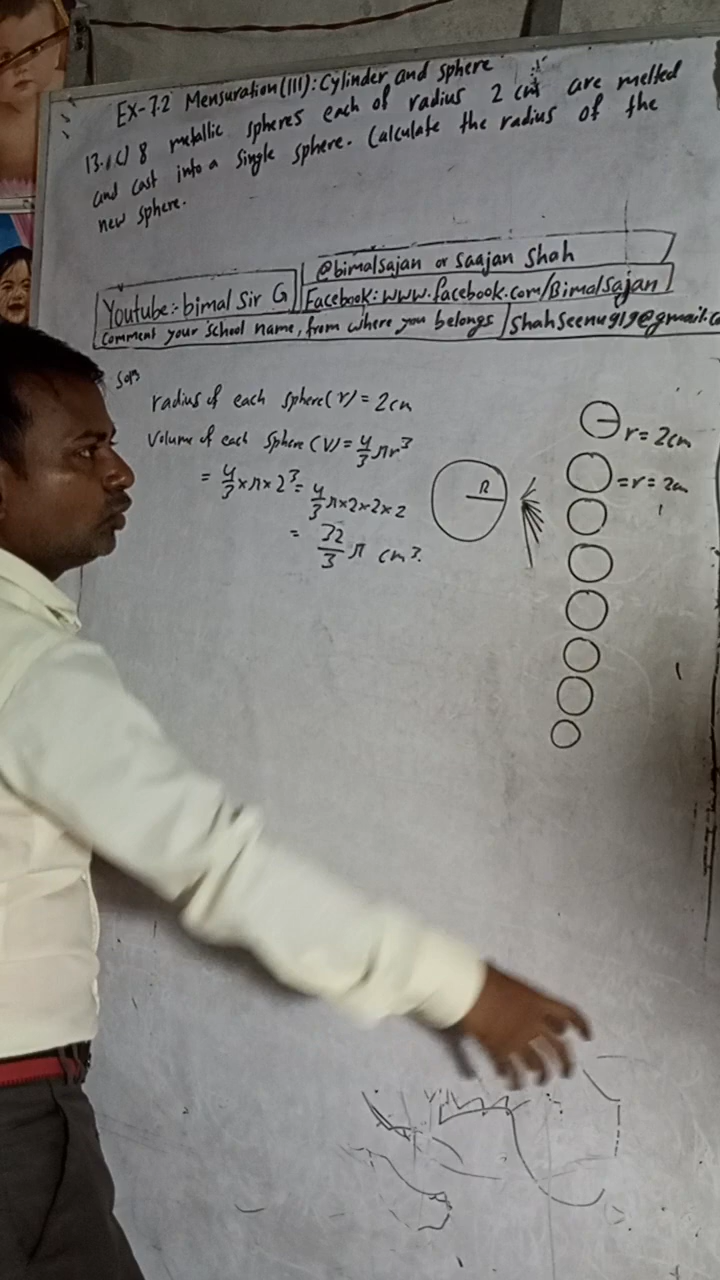 Ex-7.2 Mensuration(III): Cylinder and sphere
13.(c) 8 metallic spheres each of radius 2 cm are melted
and cast into a single sphere. Calculate the radius of the
new sphere.
@bimalsajan or saajan shah
Youtube:- bimal sir G
Facebook: www.facebook.com/Bimalsajan
Comment your school name, from where you belongs
Shahseenu919@gmail.co
Soln
radius of each sphere(r) = 2cm
Volume of each sphere (V) = 4/3 πr³
= 4/3 × π × 2³ = 4/3 π × 2 × 2 × 2
= 32/3 π cm³.
R
r = 2cm
= r = 2cm